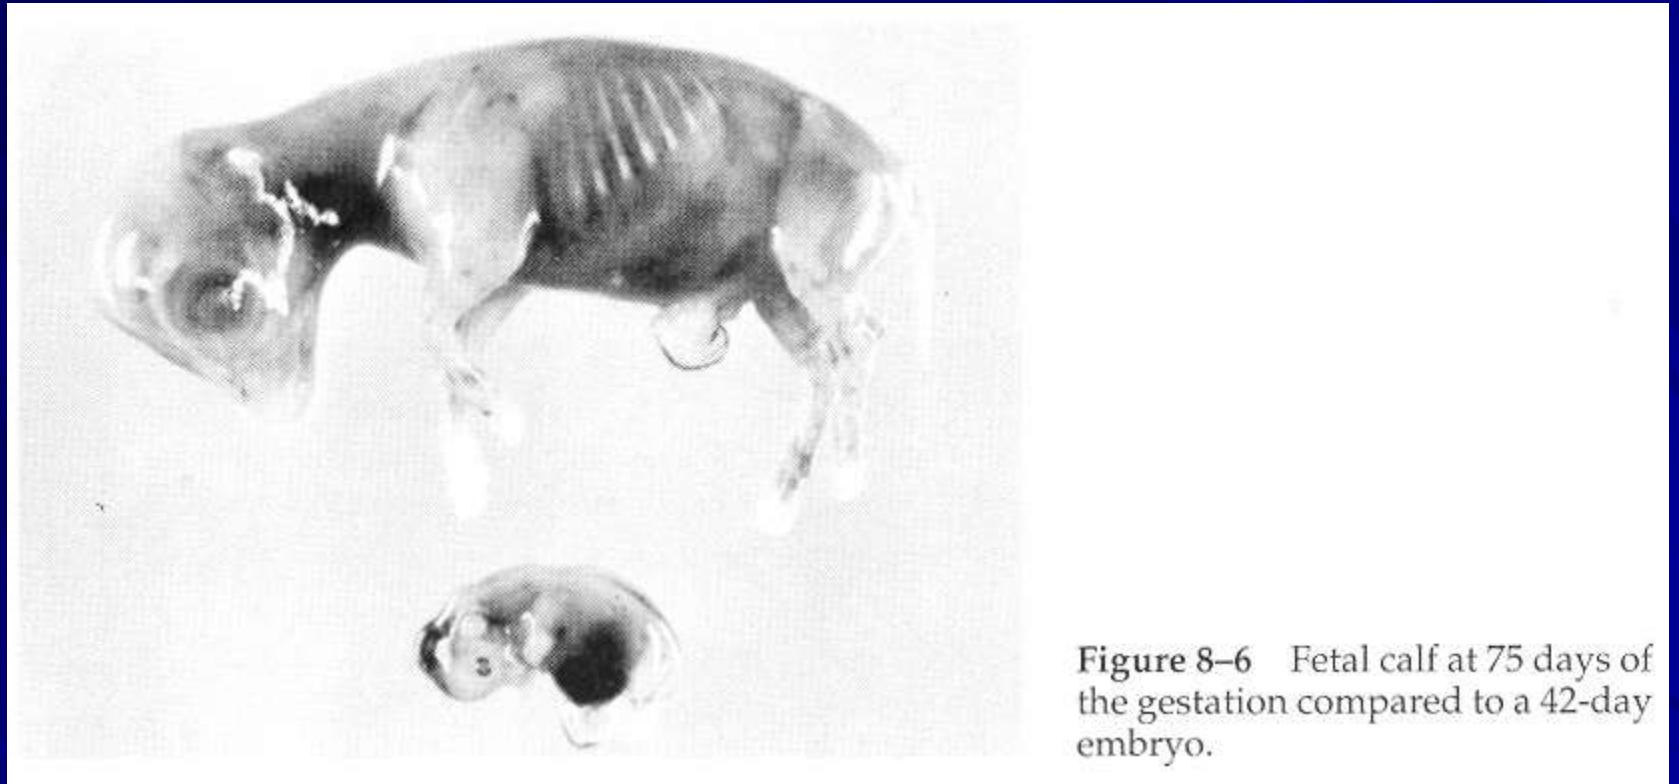 Figure 8–6 Fetal calf at 75 days of
the gestation compared to a 42-day
embryo.